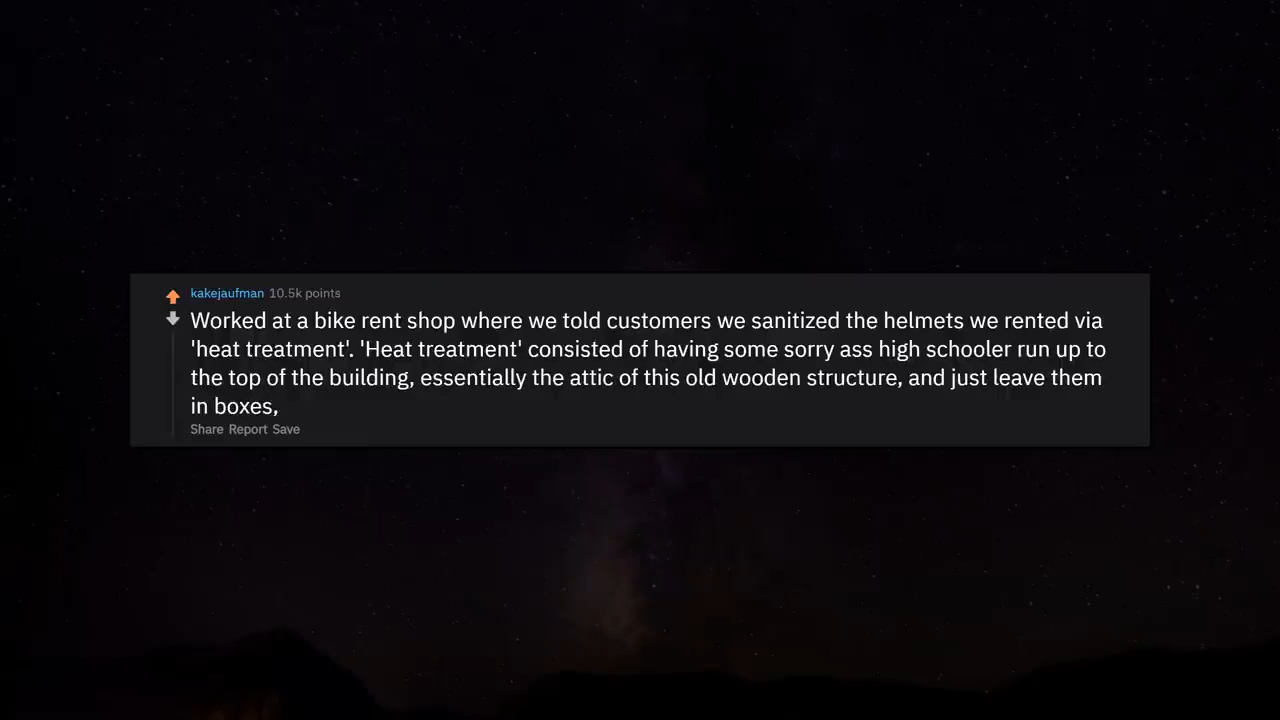 kakejaufman 10.5k points
Worked at a bike rent shop where we told customers we sanitized the helmets we rented via
'heat treatment'. 'Heat treatment' consisted of having some sorry ass high schooler run up to
the top of the building, essentially the attic of this old wooden structure, and just leave them
in boxes,
Share Report Save